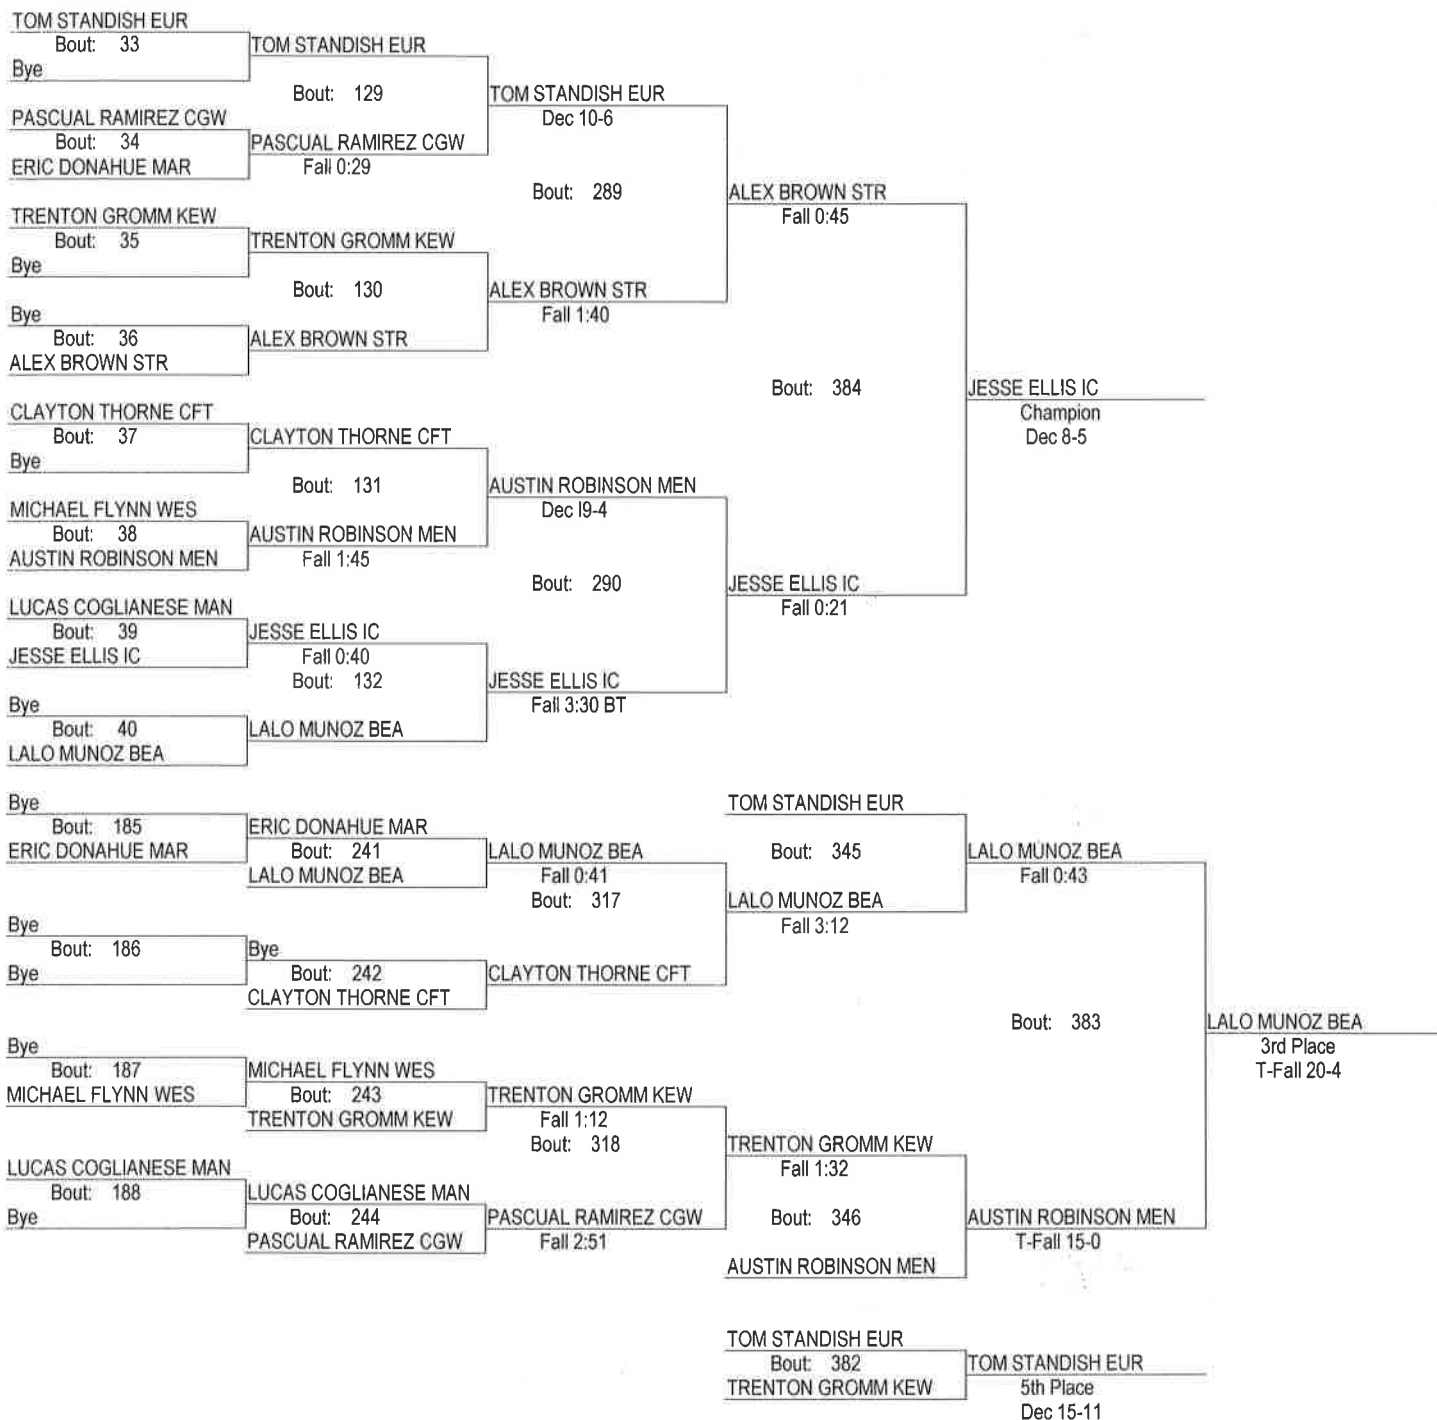 TOM STANDISH EUR
Bout: 33
Bye
TOM STANDISH EUR
Bout: 129
PASCUAL RAMIREZ CGW
Bout: 34
ERIC DONAHUE MAR
PASCUAL RAMIREZ CGW
Fall 0:29
TOM STANDISH EUR
Dec 10-6
Bout: 289
TRENTON GROMM KEW
Bout: 35
Bye
TRENTON GROMM KEW
Bout: 130
Bye
Bout: 36
ALEX BROWN STR
ALEX BROWN STR
ALEX BROWN STR
Fall 1:40
ALEX BROWN STR
Fall 0:45
Bout: 384
CLAYTON THORNE CFT
Bout: 37
Bye
CLAYTON THORNE CFT
Bout: 131
MICHAEL FLYNN WES
Bout: 38
AUSTIN ROBINSON MEN
AUSTIN ROBINSON MEN
Fall 1:45
AUSTIN ROBINSON MEN
Dec I9-4
Bout: 290
LUCAS COGLIANESE MAN
Bout: 39
JESSE ELLIS IC
JESSE ELLIS IC
Fall 0:40
Bout: 132
Bye
Bout: 40
LALO MUNOZ BEA
LALO MUNOZ BEA
JESSE ELLIS IC
Fall 3:30 BT
JESSE ELLIS IC
Fall 0:21
JESSE ELLIS IC
Champion
Dec 8-5
Bye
Bout: 185
ERIC DONAHUE MAR
ERIC DONAHUE MAR
Bout: 241
LALO MUNOZ BEA
LALO MUNOZ BEA
Fall 0:41
Bout: 317
Bye
Bout: 186
Bye
Bye
Bout: 242
CLAYTON THORNE CFT
CLAYTON THORNE CFT
TOM STANDISH EUR
Bout: 345
LALO MUNOZ BEA
Fall 3:12
LALO MUNOZ BEA
Fall 0:43
Bout: 383
Bye
Bout: 187
MICHAEL FLYNN WES
MICHAEL FLYNN WES
Bout: 243
TRENTON GROMM KEW
TRENTON GROMM KEW
Fall 1:12
Bout: 318
LUCAS COGLIANESE MAN
Bout: 188
Bye
LUCAS COGLIANESE MAN
Bout: 244
PASCUAL RAMIREZ CGW
PASCUAL RAMIREZ CGW
Fall 2:51
TRENTON GROMM KEW
Fall 1:32
Bout: 346
AUSTIN ROBINSON MEN
AUSTIN ROBINSON MEN
T-Fall 15-0
LALO MUNOZ BEA
3rd Place
T-Fall 20-4
TOM STANDISH EUR
Bout: 382
TRENTON GROMM KEW
TOM STANDISH EUR
5th Place
Dec 15-11